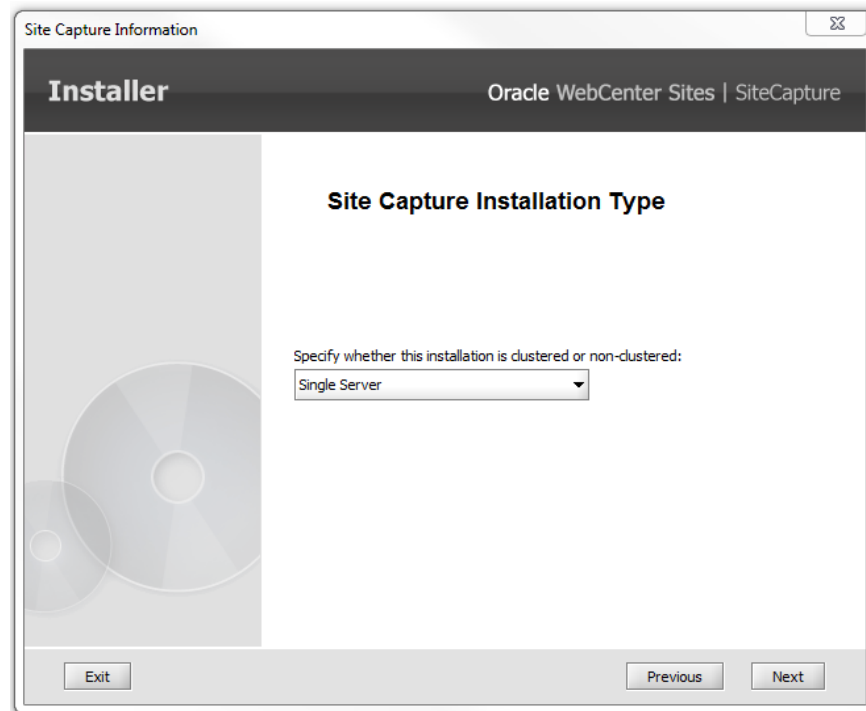 Site Capture Information
Installer
Oracle WebCenter Sites | SiteCapture
Site Capture Installation Type
Specify whether this installation is clustered or non-clustered:
Single Server
Exit
Previous
Next